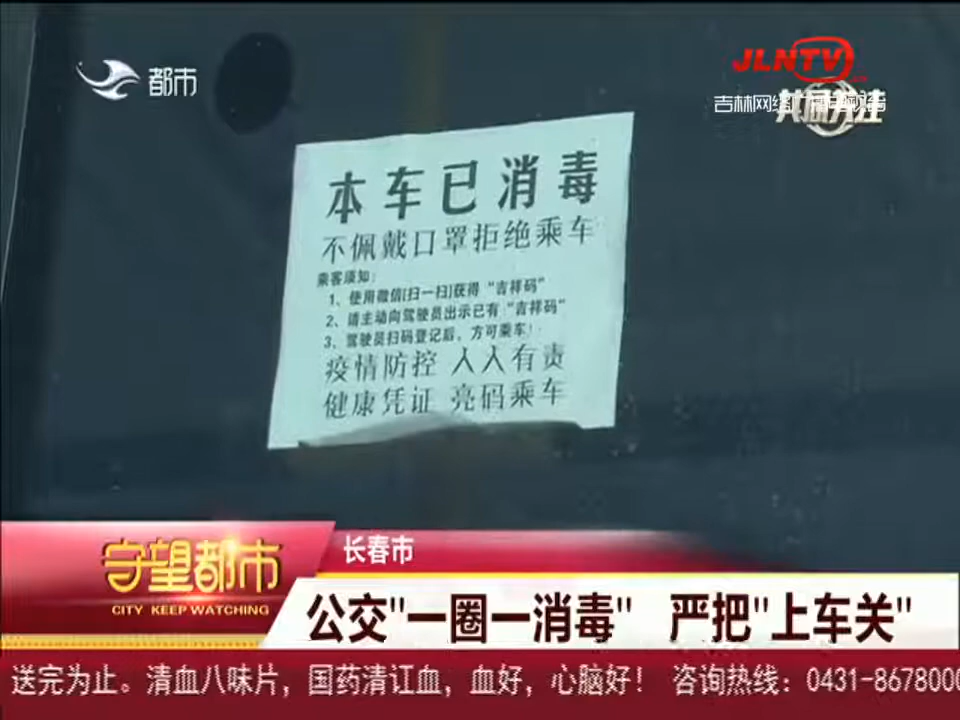 都市
JLNTV
吉林网络广播电视台
共同关注
本车已消毒
不佩戴口罩拒绝乘车
乘客须知：
1、使用微信[扫一扫]获得“吉祥码”
2、请主动向驾驶员出示已有“吉祥码”
3、驾驶员扫码登记后，方可乘车！
疫情防控 人人有责
健康凭证 亮码乘车
守望都市
CITY KEEP WATCHING
长春市
公交"一圈一消毒" 严把"上车关"
送完为止。清血八味片，国药清讧血，血好，心脑好！ 咨询热线：0431-8678000